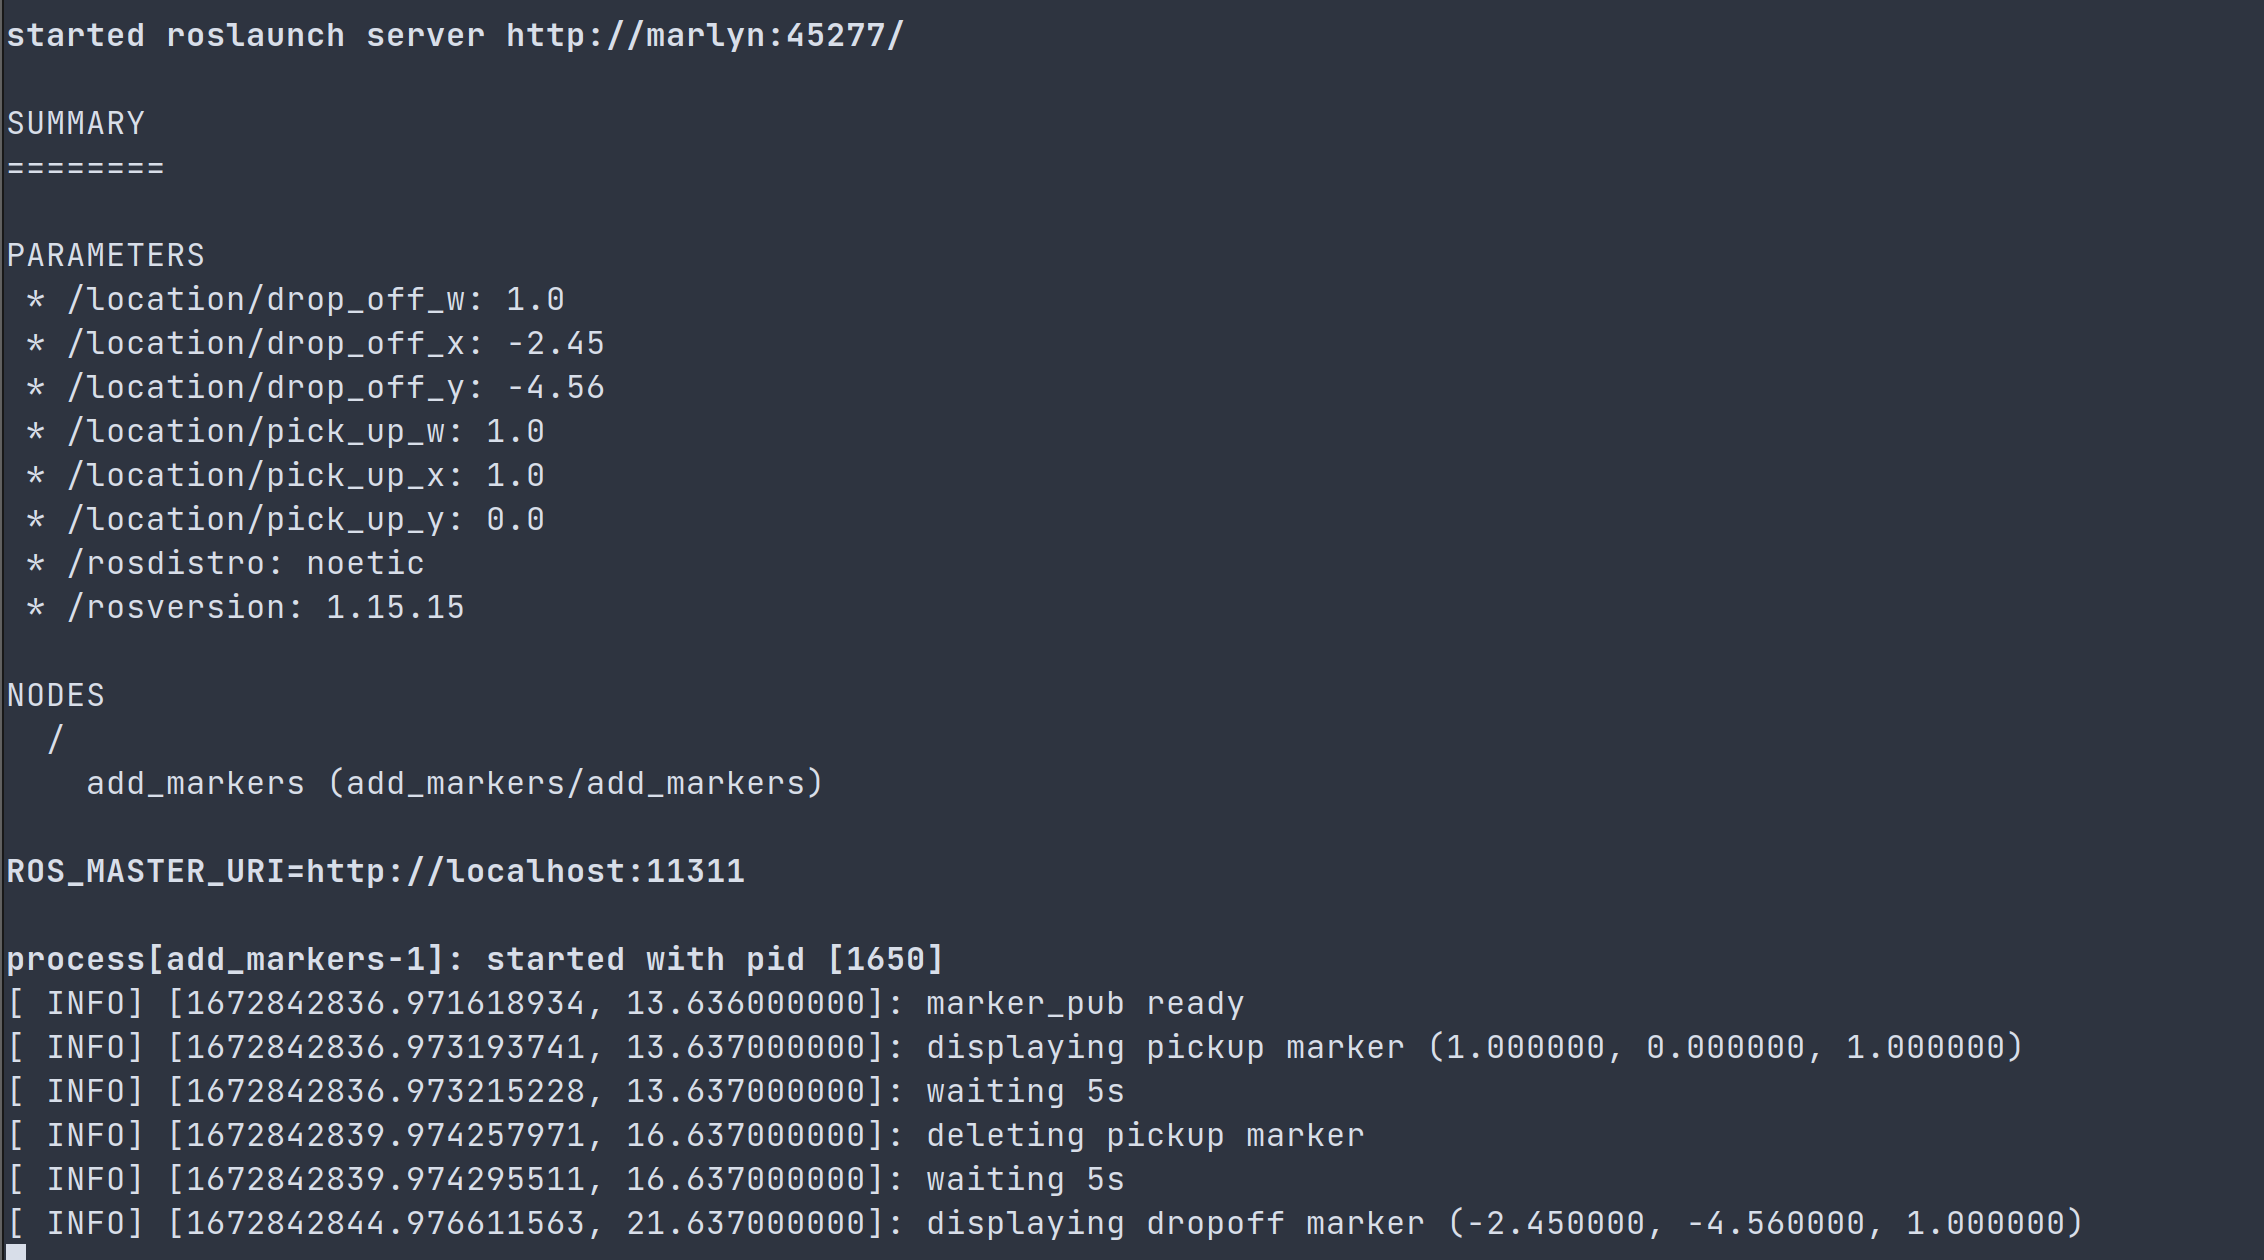 started roslaunch server http://marlyn:45277/
SUMMARY
========
PARAMETERS
 * /location/drop_off_w: 1.0
 * /location/drop_off_x: -2.45
 * /location/drop_off_y: -4.56
 * /location/pick_up_w: 1.0
 * /location/pick_up_x: 1.0
 * /location/pick_up_y: 0.0
 * /rosdistro: noetic
 * /rosversion: 1.15.15
NODES
  /
    add_markers (add_markers/add_markers)
ROS_MASTER_URI=http://localhost:11311
process[add_markers-1]: started with pid [1650]
[ INFO] [1672842836.971618934, 13.636000000]: marker_pub ready
[ INFO] [1672842836.973193741, 13.637000000]: displaying pickup marker (1.000000, 0.000000, 1.000000)
[ INFO] [1672842836.973215228, 13.637000000]: waiting 5s
[ INFO] [1672842839.974257971, 16.637000000]: deleting pickup marker
[ INFO] [1672842839.974295511, 16.637000000]: waiting 5s
[ INFO] [1672842844.976611563, 21.637000000]: displaying dropoff marker (-2.450000, -4.560000, 1.000000)